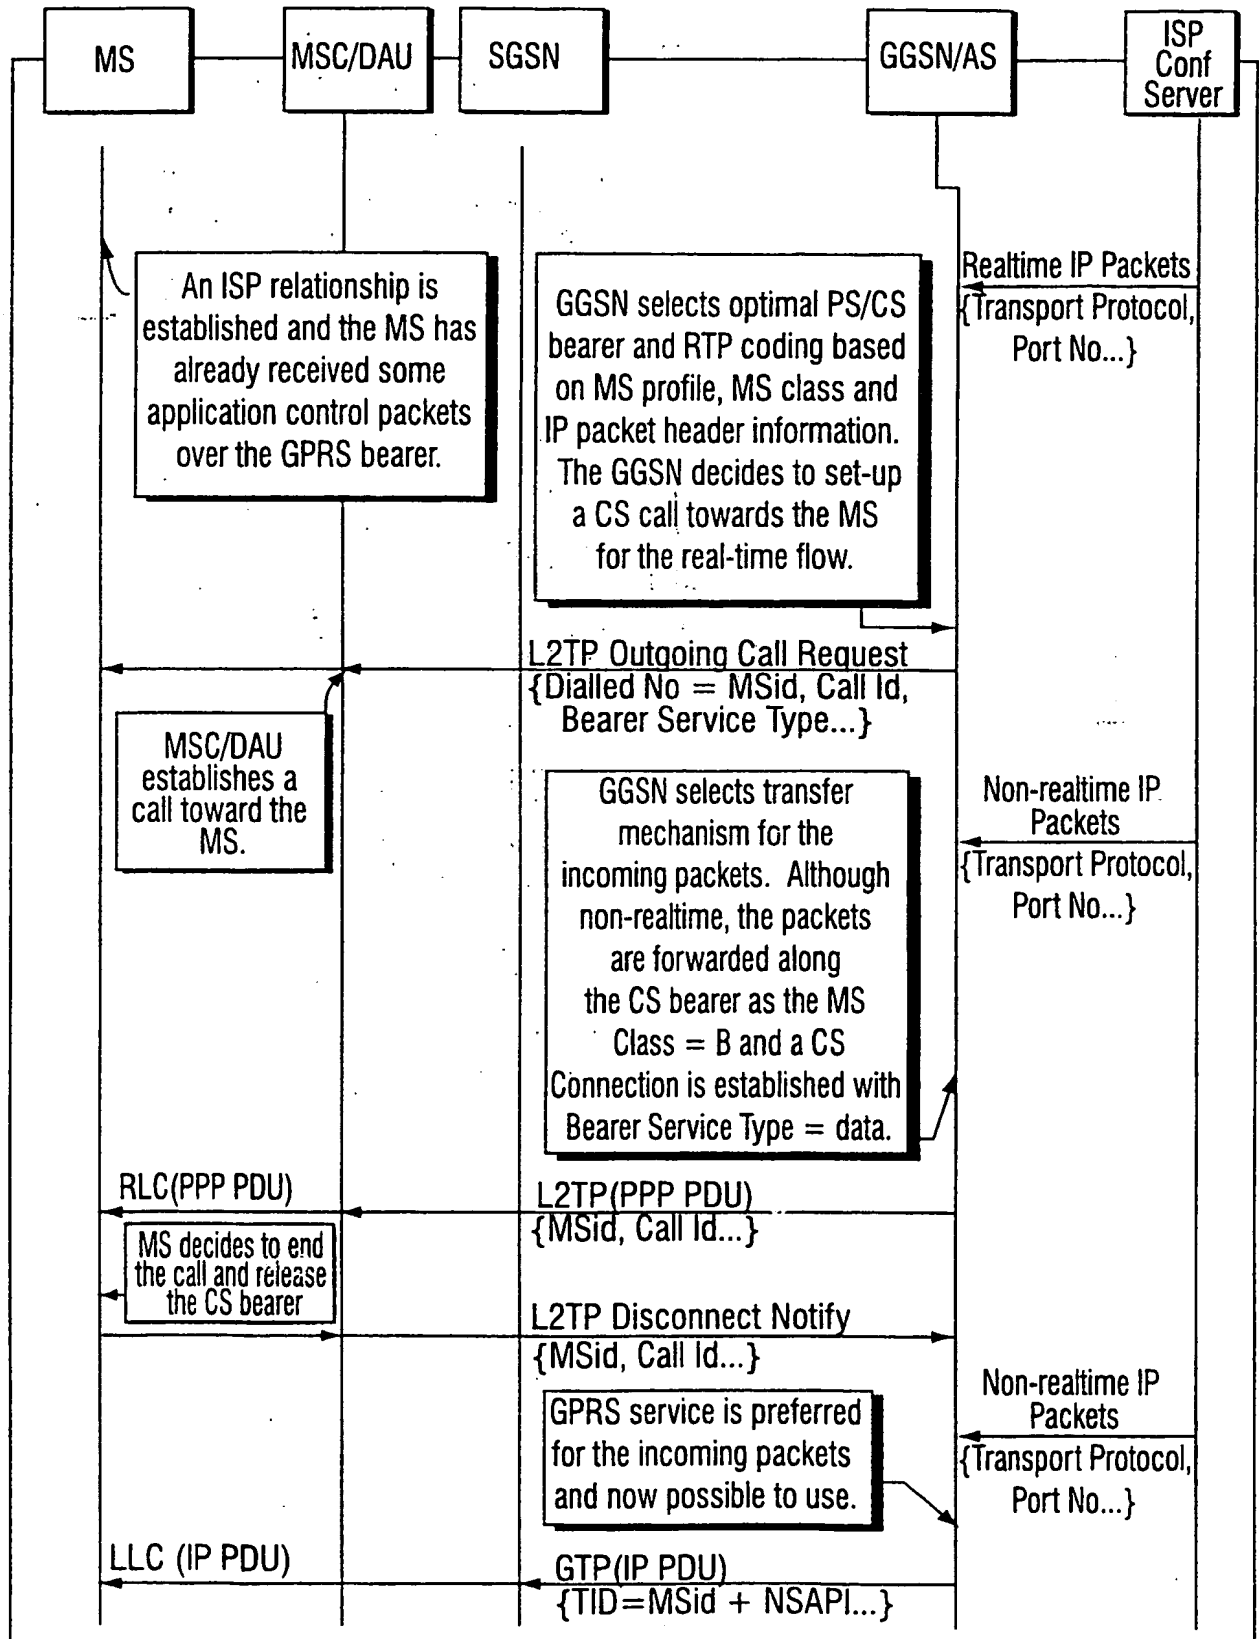 MS
MSC/DAU
SGSN
GGSN/AS
ISP
Conf
Server
An ISP relationship is
established and the MS has
already received some
application control packets
over the GPRS bearer.
GGSN selects optimal PS/CS
bearer and RTP coding based
on MS profile, MS class and
IP packet header information.
The GGSN decides to set-up
a CS call towards the MS
for the real-time flow.
Realtime IP Packets
{Transport Protocol,
Port No...}
L2TP Outgoing Call Request
{Dialled No = MSid, Call Id,
Bearer Service Type...}
MSC/DAU
establishes a
call toward the
MS.
GGSN selects transfer
mechanism for the
incoming packets. Although
non-realtime, the packets
are forwarded along
the CS bearer as the MS
Class = B and a CS
Connection is established with
Bearer Service Type = data.
Non-realtime IP
Packets
{Transport Protocol,
Port No...}
RLC(PPP PDU)
L2TP(PPP PDU)
{MSid, Call Id...}
MS decides to end
the call and release
the CS bearer
L2TP Disconnect Notify
{MSid, Call Id...}
GPRS service is preferred
for the incoming packets
and now possible to use.
Non-realtime IP
Packets
{Transport Protocol,
Port No...}
LLC (IP PDU)
GTP(IP PDU)
{TID=MSid + NSAPI...}